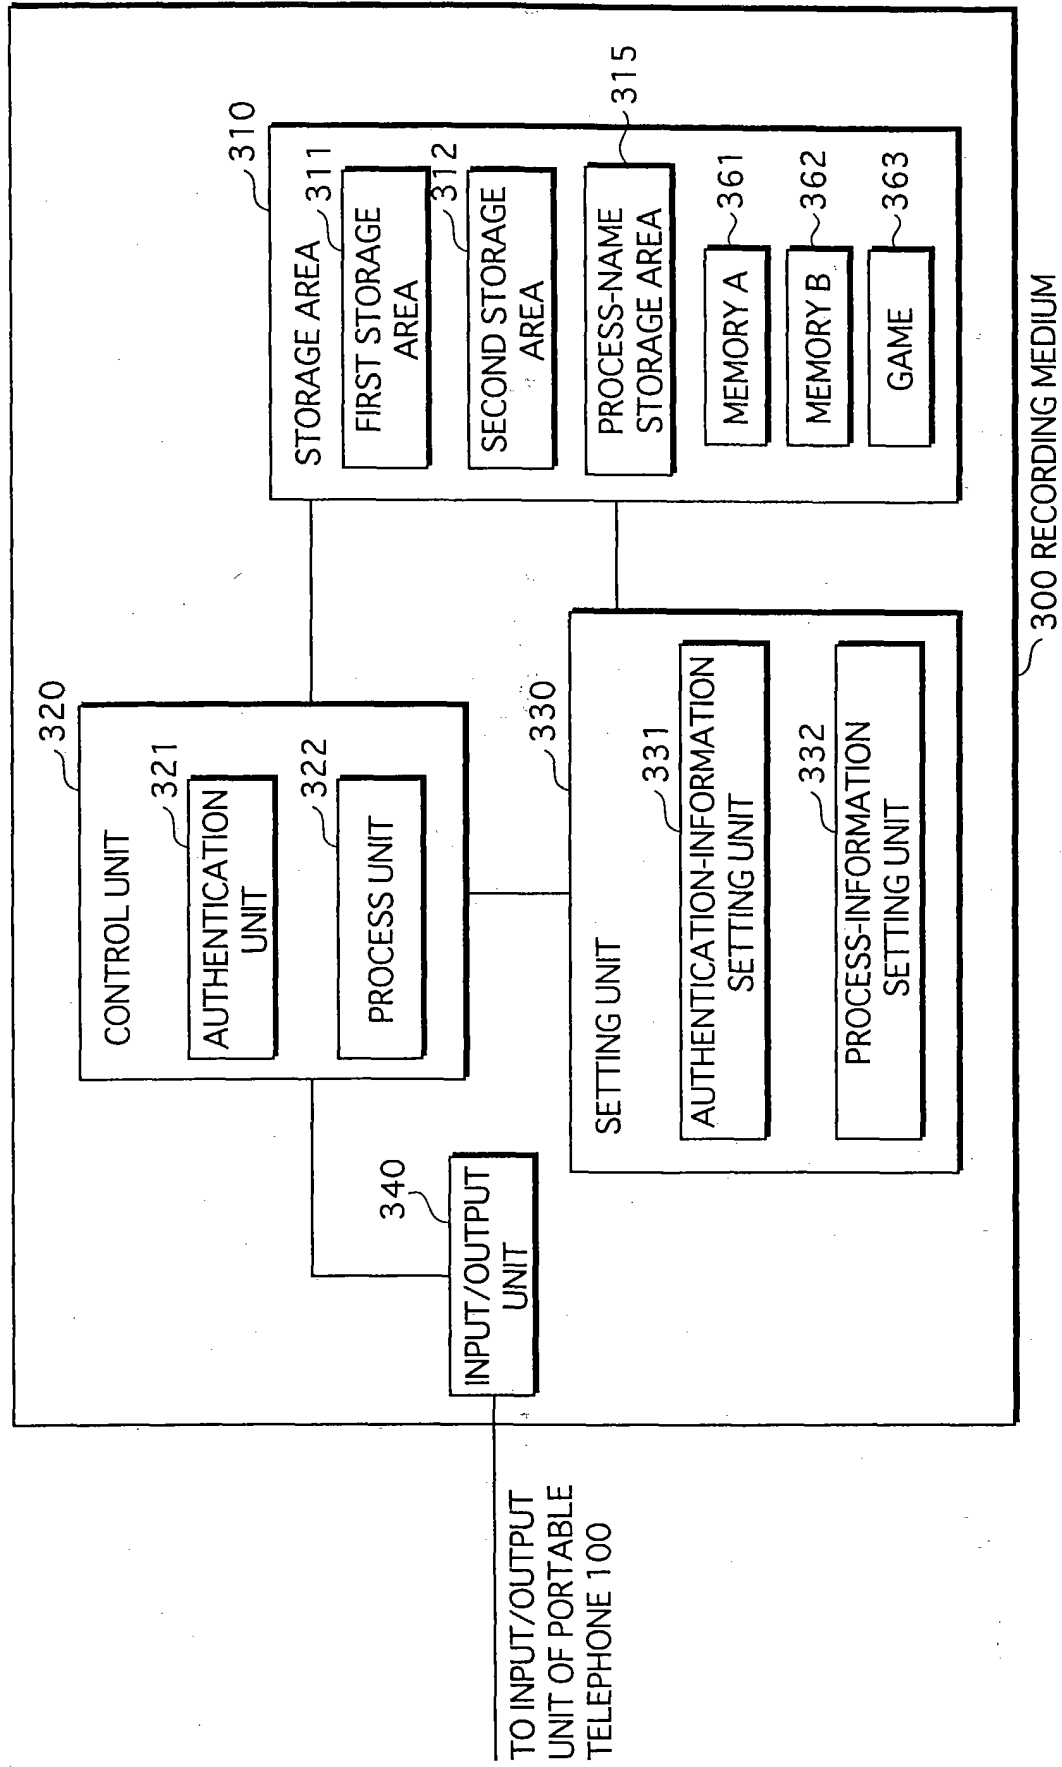 300 RECORDING MEDIUM
310
STORAGE AREA
311
FIRST STORAGE
AREA
312
SECOND STORAGE
AREA
315
PROCESS-NAME
STORAGE AREA
361
MEMORY A
362
MEMORY B
363
GAME
320
CONTROL UNIT
321
AUTHENTICATION
UNIT
322
PROCESS UNIT
330
SETTING UNIT
331
AUTHENTICATION-INFORMATION
SETTING UNIT
332
PROCESS-INFORMATION
SETTING UNIT
340
INPUT/OUTPUT
UNIT
TO INPUT/OUTPUT
UNIT OF PORTABLE
TELEPHONE 100